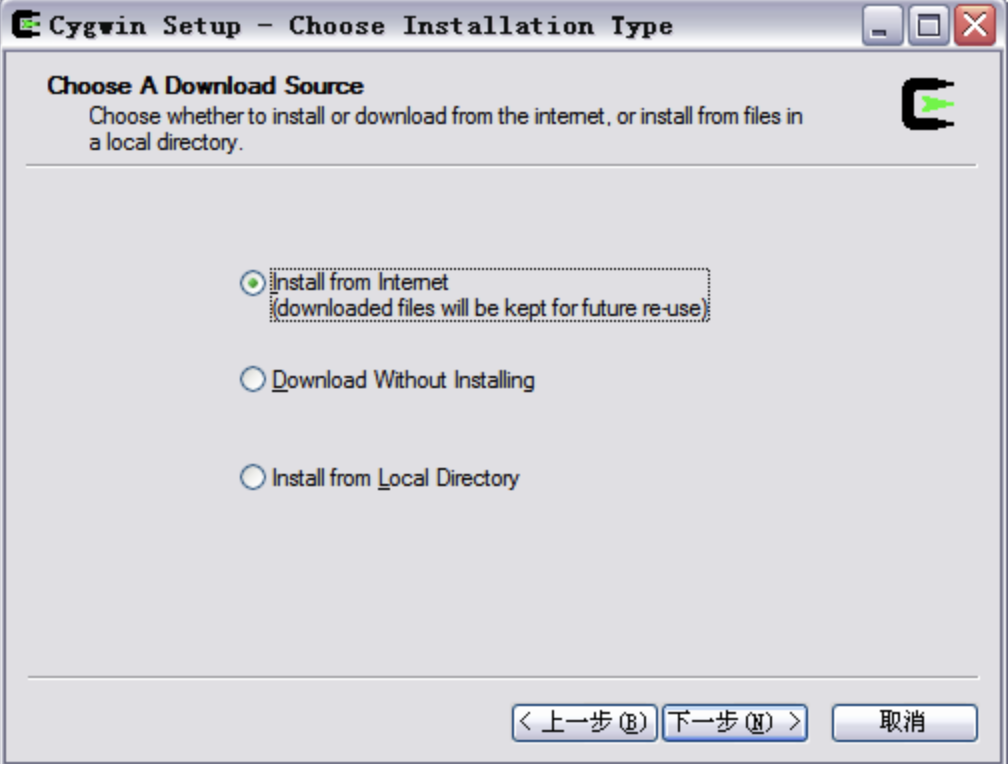 Cygwin Setup - Choose Installation Type
Choose A Download Source
Choose whether to install or download from the internet, or install from files in
a local directory.
Install from Internet
(downloaded files will be kept for future re-use)
Download Without Installing
Install from Local Directory
< 上一步(B) 下一步(N) > 取消